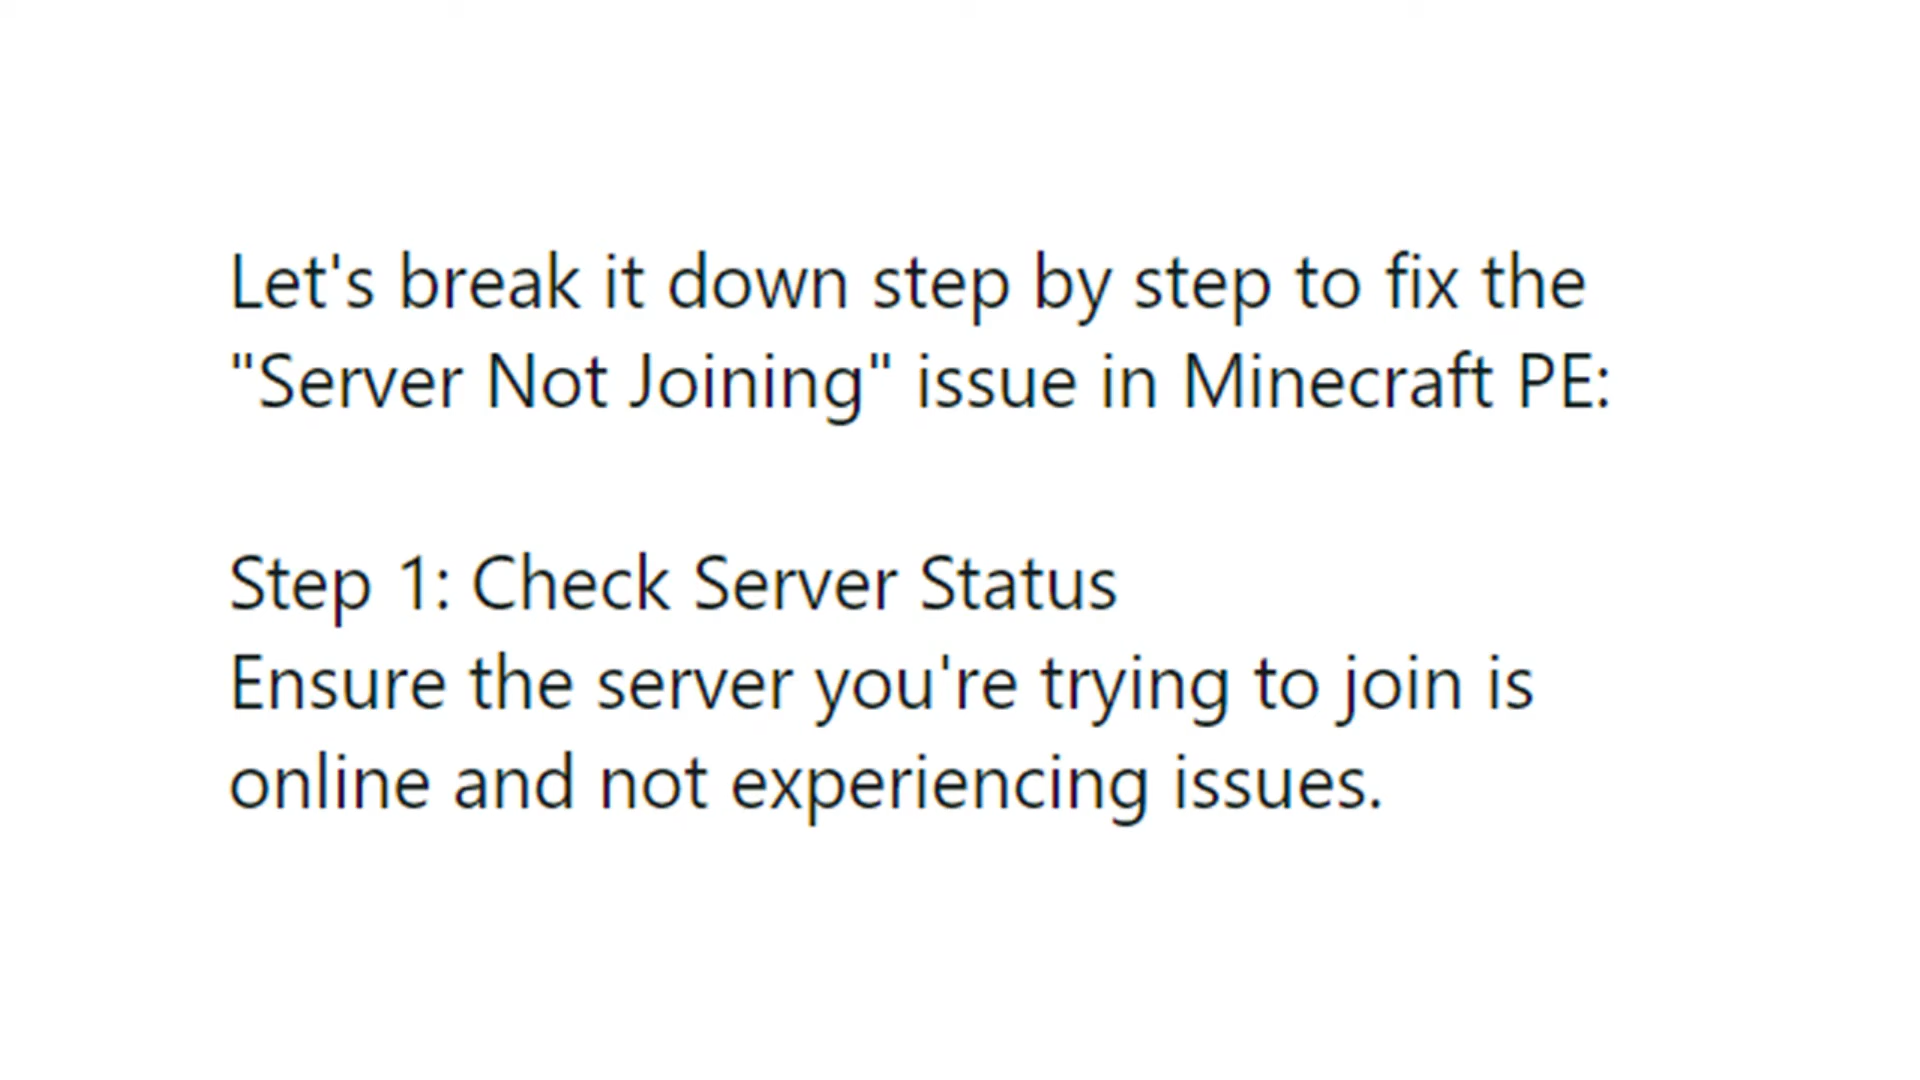 Let's break it down step by step to fix the
"Server Not Joining" issue in Minecraft PE:
Step 1: Check Server Status
Ensure the server you're trying to join is
online and not experiencing issues.